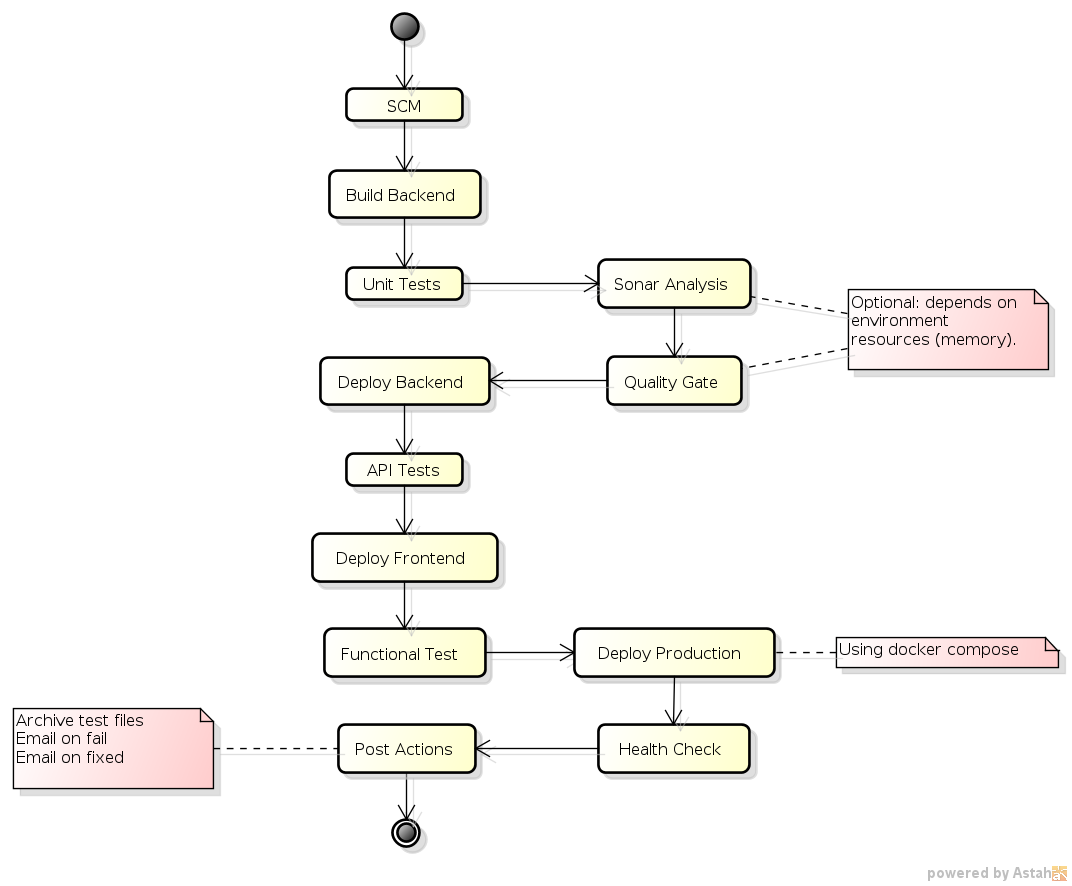 SCM
Build Backend
Unit Tests
Sonar Analysis
Optional: depends on
environment
resources (memory).
Deploy Backend
Quality Gate
API Tests
Deploy Frontend
Functional Test
Deploy Production
Using docker compose
Archive test files
Email on fail
Email on fixed
Post Actions
Health Check
powered by Astah